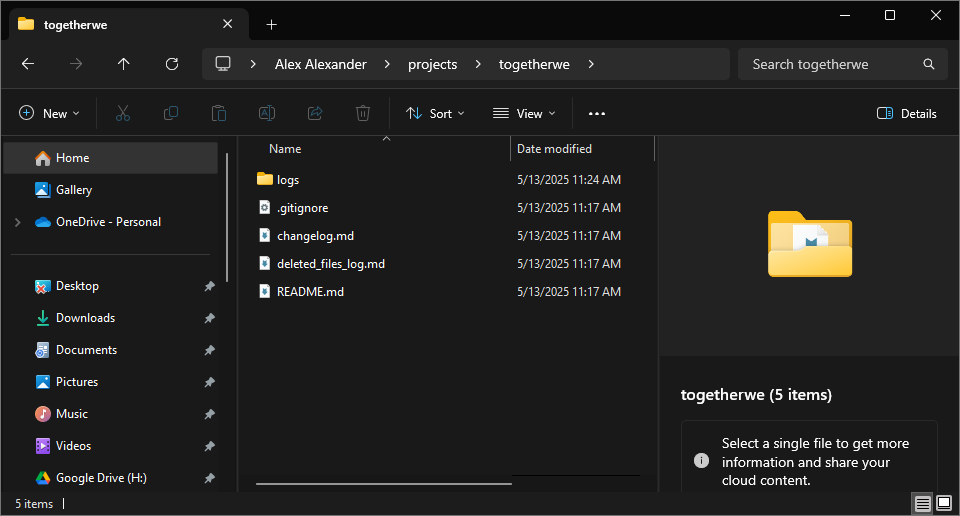 togetherwe
Alex Alexander
projects
togetherwe
Search togetherwe
New
Sort
View
Details
Home
Gallery
OneDrive - Personal
Desktop
Downloads
Documents
Pictures
Music
Videos
Google Drive (H:)
Name Date modified
logs 5/13/2025 11:24 AM
.gitignore 5/13/2025 11:17 AM
changelog.md 5/13/2025 11:17 AM
deleted_files_log.md 5/13/2025 11:17 AM
README.md 5/13/2025 11:17 AM
togetherwe (5 items)
Select a single file to get more
information and share your
cloud content.
5 items